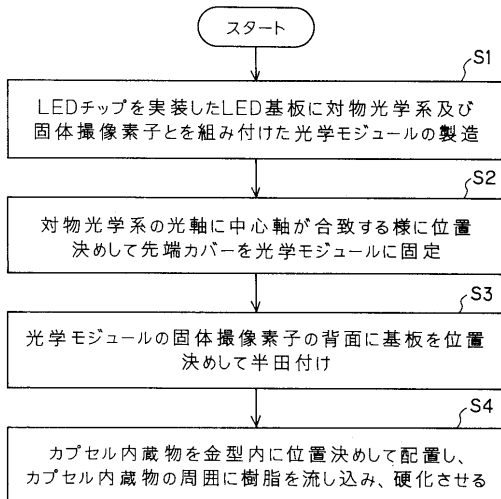 スタート
S1
LEDチップを実装したLED基板に対物光学系及び
固体撮像素子とを組み付けた光学モジュールの製造
S2
対物光学系の光軸に中心軸が合致する様に位置
決めして先端カバーを光学モジュールに固定
S3
光学モジュールの固体撮像素子の背面に基板を位置
決めして半田付け
S4
カプセル内蔵物を金型内に位置決めして配置し、
カプセル内蔵物の周囲に樹脂を流し込み、硬化させる